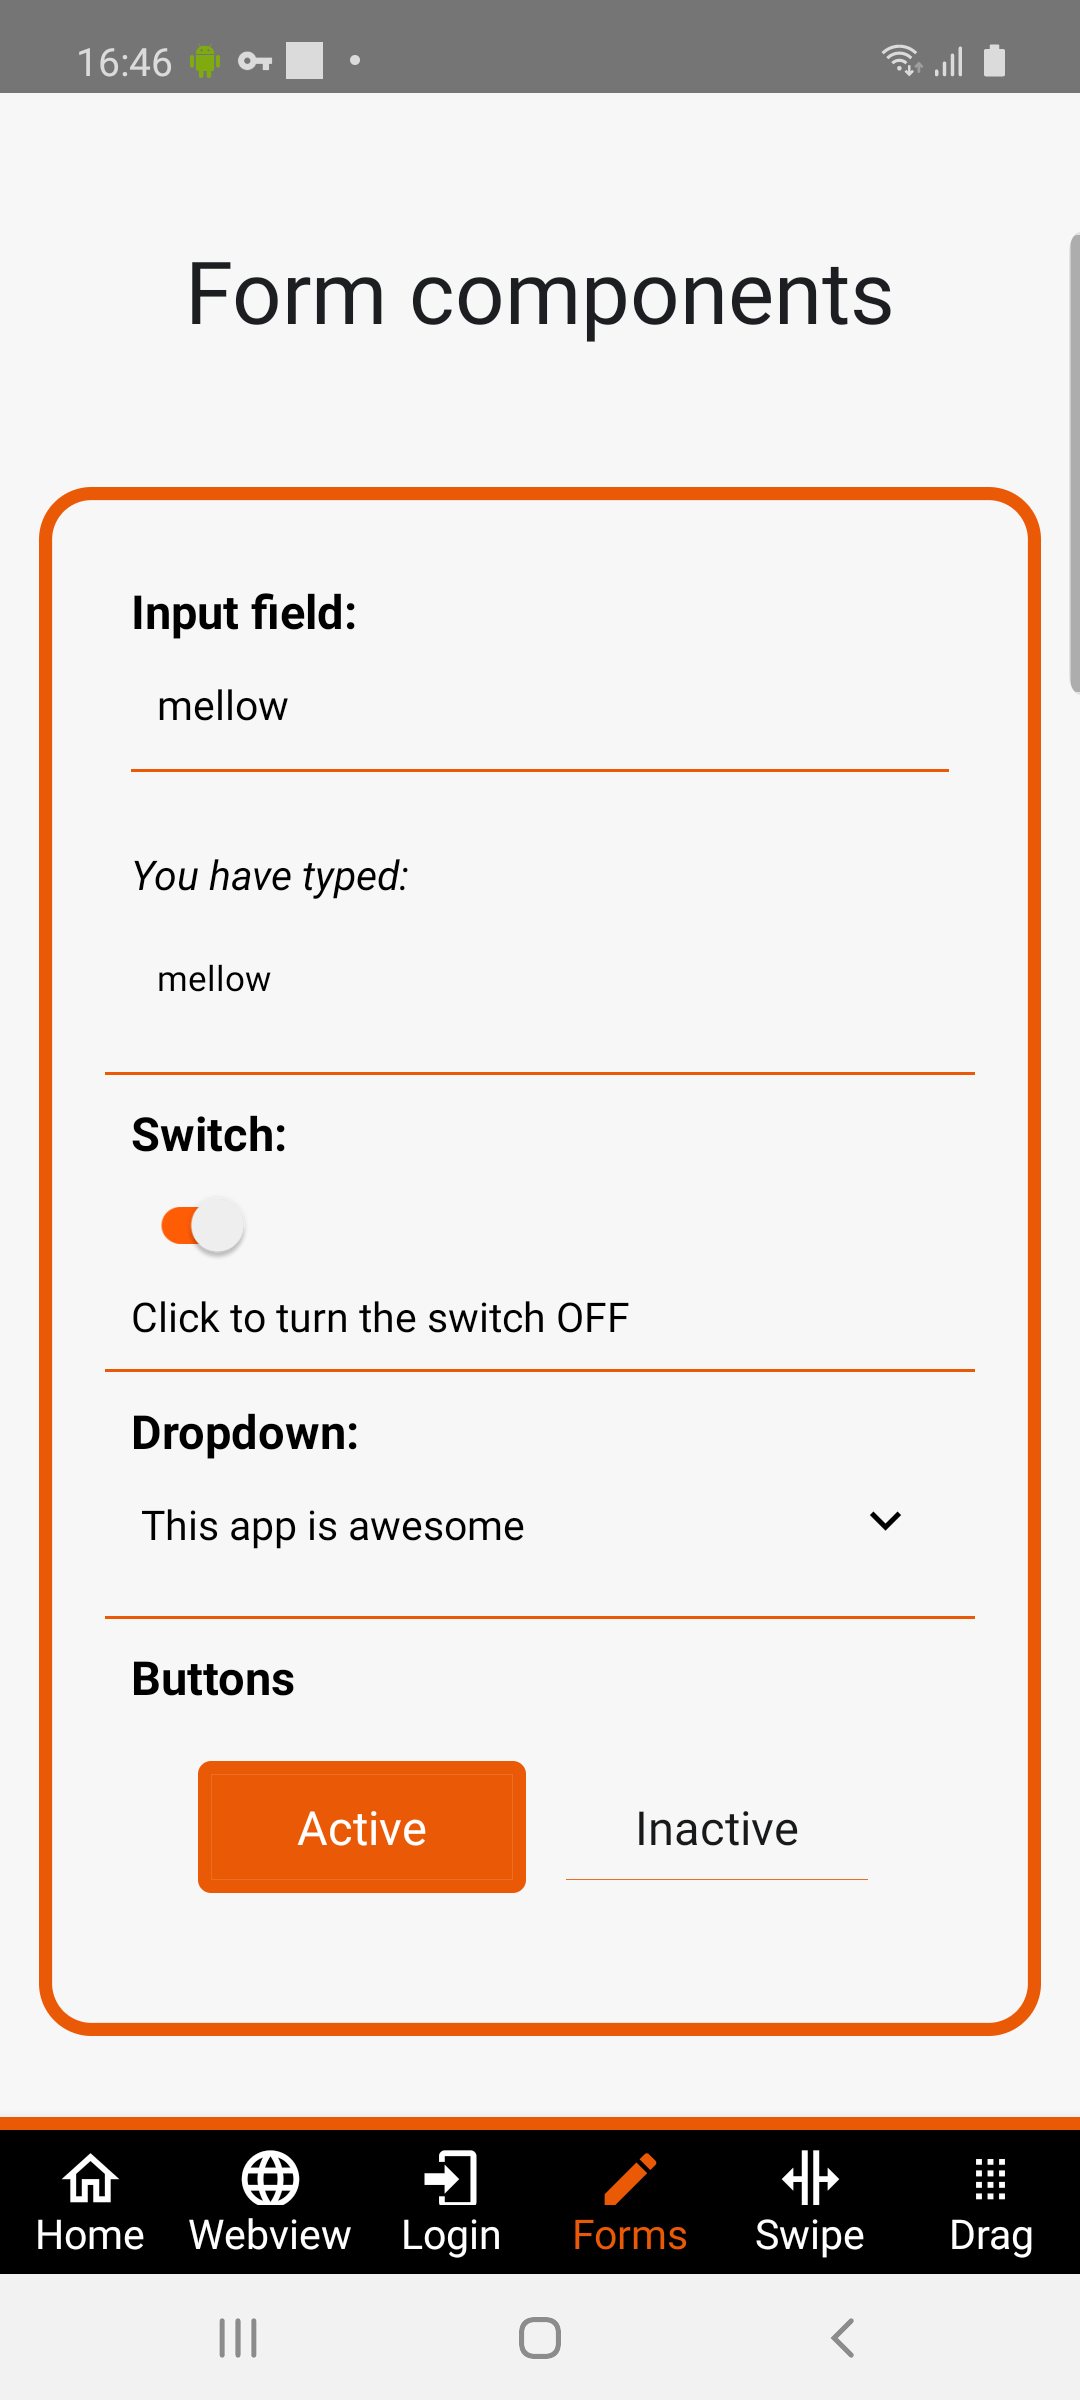 16:46
Form components
Input field:
mellow
You have typed:
mellow
Switch:
Click to turn the switch OFF
Dropdown:
This app is awesome
Buttons
Active Inactive
Home Webview Login Forms Swipe Drag